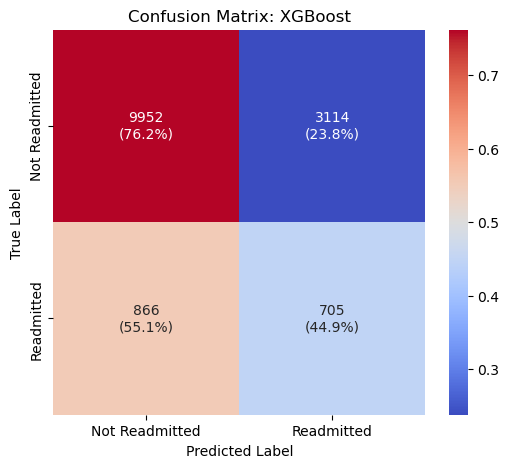 Confusion Matrix: XGBoost
True Label
Not Readmitted
Readmitted
9952
(76.2%)
3114
(23.8%)
866
(55.1%)
705
(44.9%)
Not Readmitted
Readmitted
Predicted Label
0.7
0.6
0.5
0.4
0.3